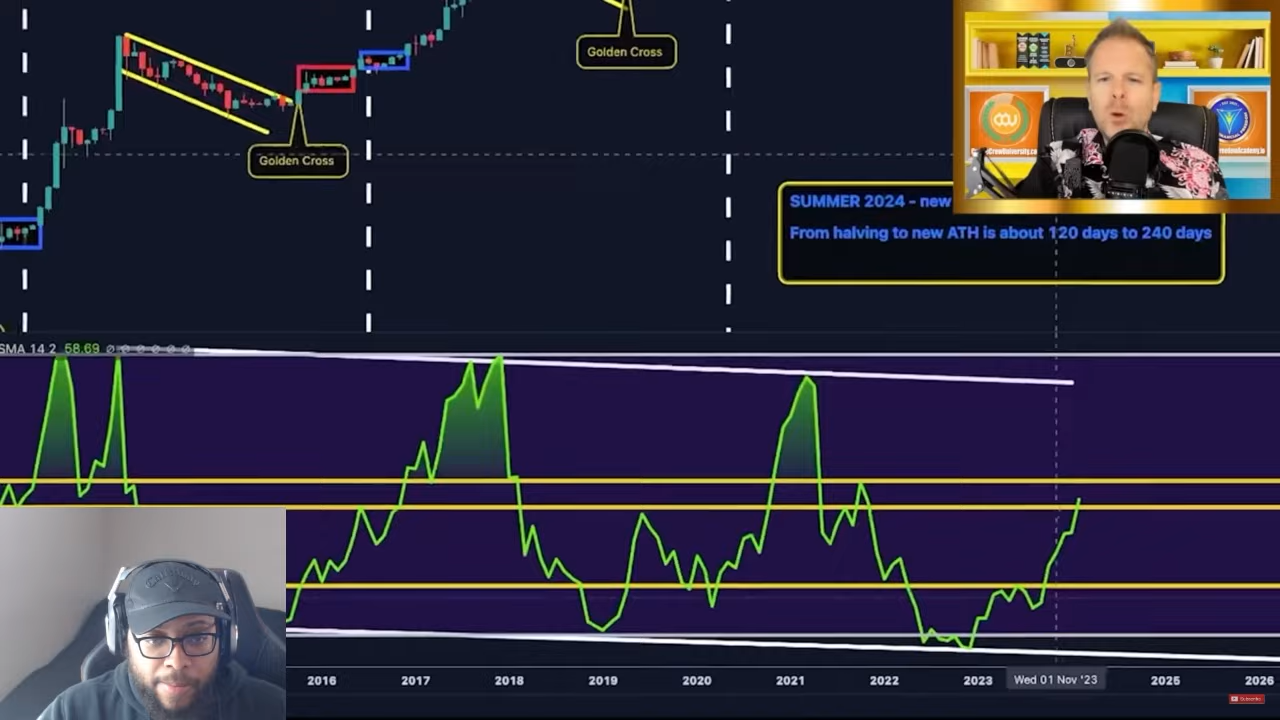 Golden Cross
Golden Cross
SUMMER 2024 - new
From halving to new ATH is about 120 days to 240 days
SMA 14 2 58.69
2016 2017 2018 2019 2020 2021 2022 2023 Wed 01 Nov '23 2025 2026
Subscribe